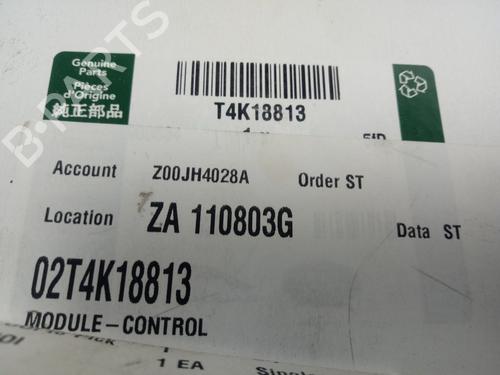 Genuine
Parts
Pièces
d'Origine
純正部品
T4K18813
Account Z00JH4028A Order ST
Location ZA 110803G Data ST
02T4K18813
MODULE-CONTROL
1
1 EA
B-PARTS